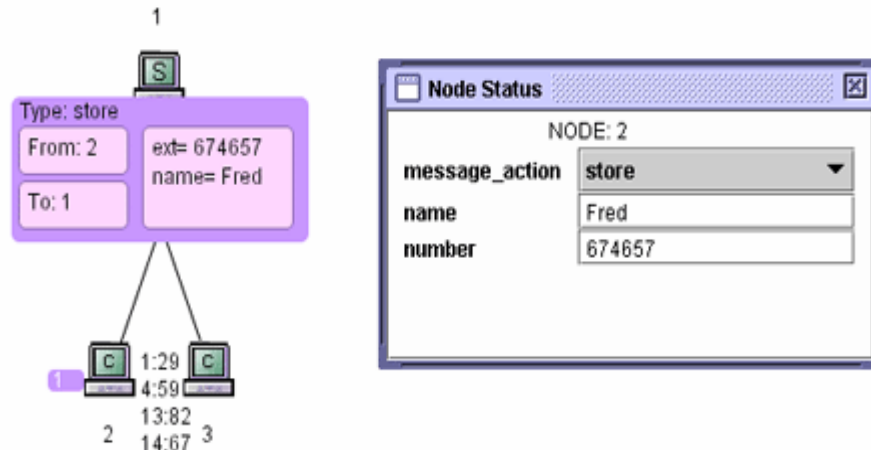 1
S
Type: store
From: 2
To: 1
ext= 674657
name= Fred
C
C
1
1:29
4:59
13:82
14:67
2
3
Node Status
NODE: 2
message_action store
name Fred
number 674657